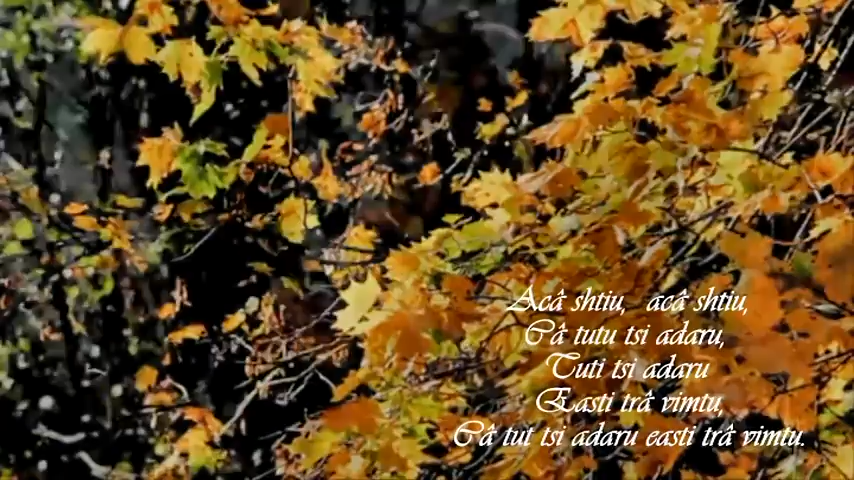 Acâ shtiu, acâ shtiu,
Câ tutu tsi adaru,
Tuti tsi adaru
Easti trâ vimtu,
Câ tut tsi adaru easti trâ vimtu.